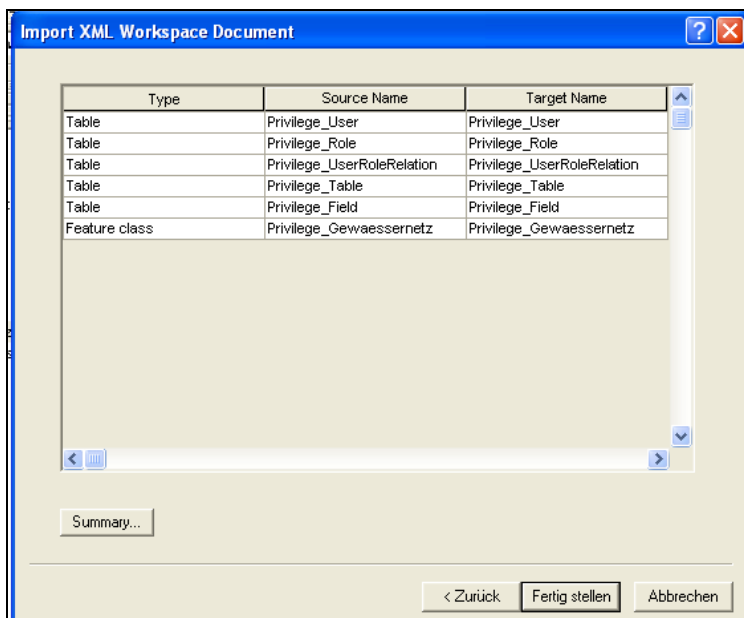 Import XML Workspace Document
Type Source Name Target Name
Table Privilege_User Privilege_User
Table Privilege_Role Privilege_Role
Table Privilege_UserRoleRelation Privilege_UserRoleRelation
Table Privilege_Table Privilege_Table
Table Privilege_Field Privilege_Field
Feature class Privilege_Gewaessernetz Privilege_Gewaessernetz
Summary...
< Zurück Fertig stellen Abbrechen